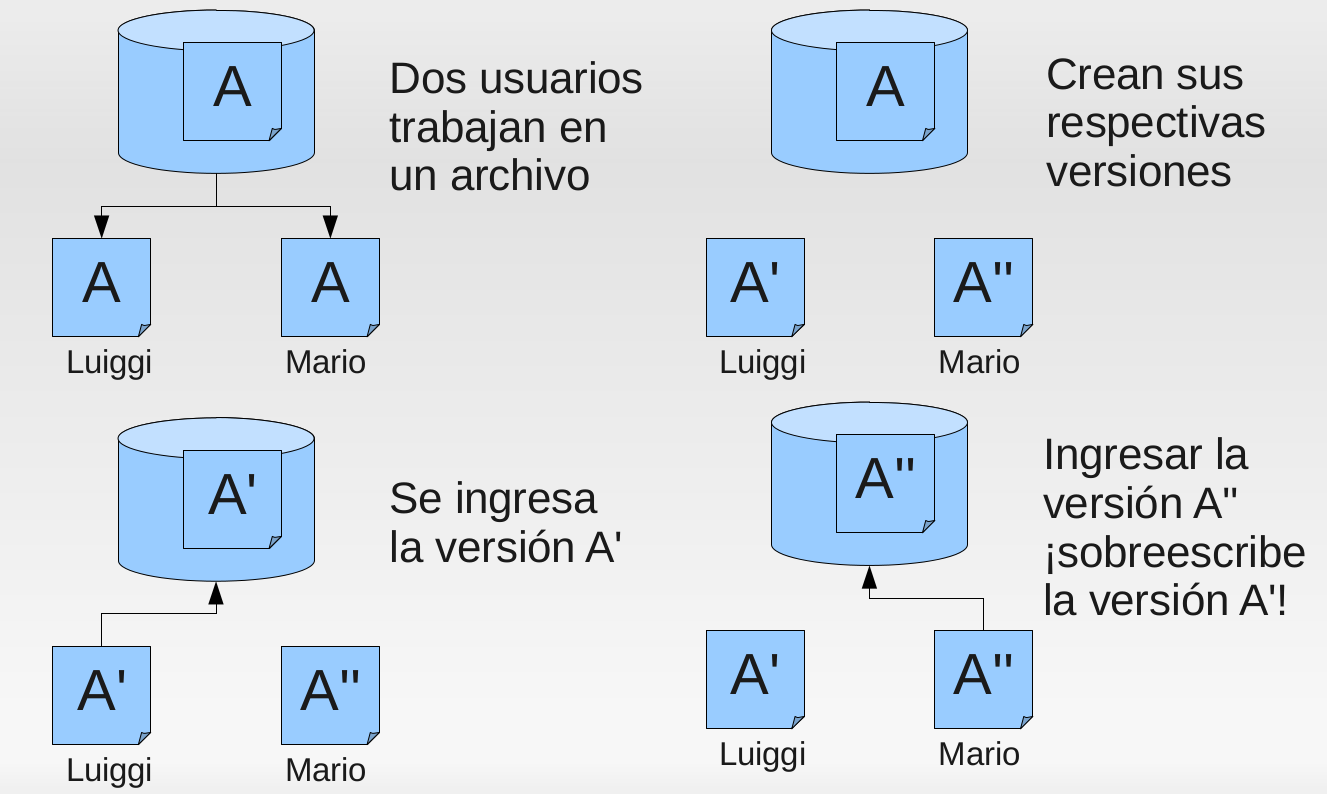 A
Dos usuarios
trabajan en
un archivo
A
A
Luiggi
Mario
A
Crean sus
respectivas
versiones
A'
A"
Luiggi
Mario
A'
Se ingresa
la versión A'
A'
A"
Luiggi
Mario
A"
Ingresar la
versión A"
¡sobreescribe
la versión A'!
A'
A"
Luiggi
Mario